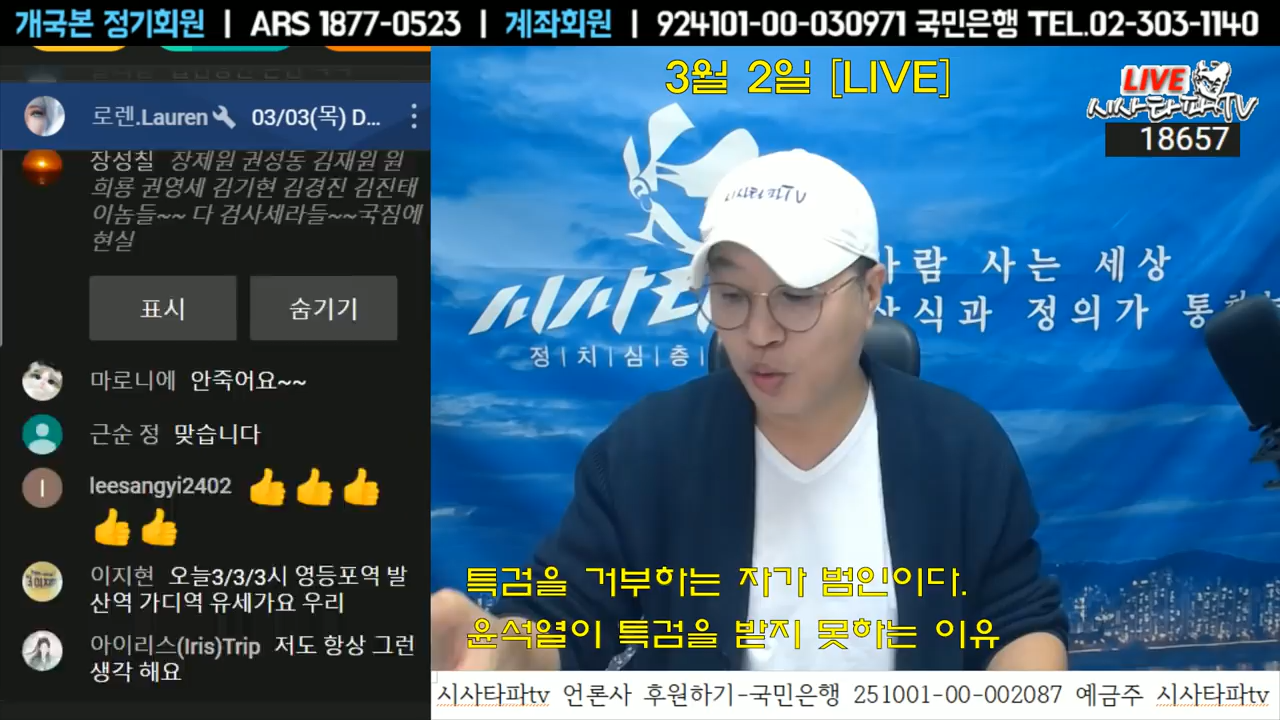 개국본 정기회원 | ARS 1877-0523 | 계좌회원 | 924101-00-030971 국민은행 TEL.02-303-1140
로렌.Lauren 03/03(목) D...
장성칠 장제원 권성동 김재원 원
희룡 권영세 김기현 김경진 김진태
이놈들~~ 다 검사세라들~~국짐에
현실
표시 숨기기
마로니에 안죽어요~~
근순 정 맞습니다
I leesangyi2402 👍👍👍
👍👍
이지현 오늘3/3/3시 영등포역 발
산역 가디역 유세가요 우리
아이리스(Iris)Trip 저도 항상 그런
생각 해요
3월 2일 [LIVE]
LIVE
시사타파TV
18657
시사타파TV
시사타
정|치|심|층|
사람 사는 세상
상식과 정의가
특검을 거부하는 자가 범인이다.
윤석열이 특검을 받지 못하는 이유
시사타파tv 언론사 후원하기-국민은행 251001-00-002087 예금주 시사타파tv